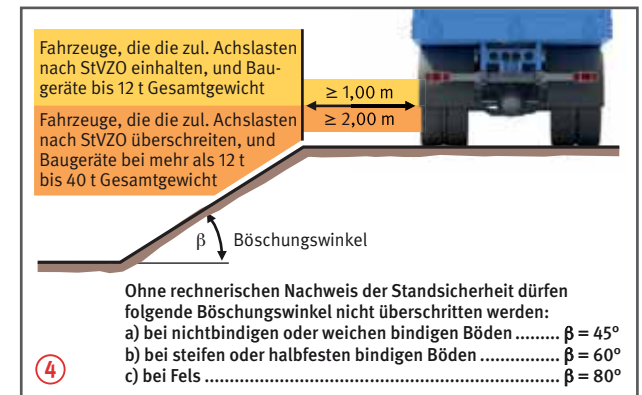 Fahrzeuge, die die zul. Achslasten
nach StVZO einhalten, und Bau-
geräte bis 12 t Gesamtgewicht
≥ 1,00 m
≥ 2,00 m
Fahrzeuge, die die zul. Achslasten
nach StVZO überschreiten, und
Baugeräte bei mehr als 12 t
bis 40 t Gesamtgewicht
β Böschungswinkel
Ohne rechnerischen Nachweis der Standsicherheit dürfen
folgende Böschungswinkel nicht überschritten werden:
a) bei nichtbindigen oder weichen bindigen Böden ......... β = 45°
b) bei steifen oder halbfesten bindigen Böden ................ β = 60°
c) bei Fels ....................................................................... β = 80°
4